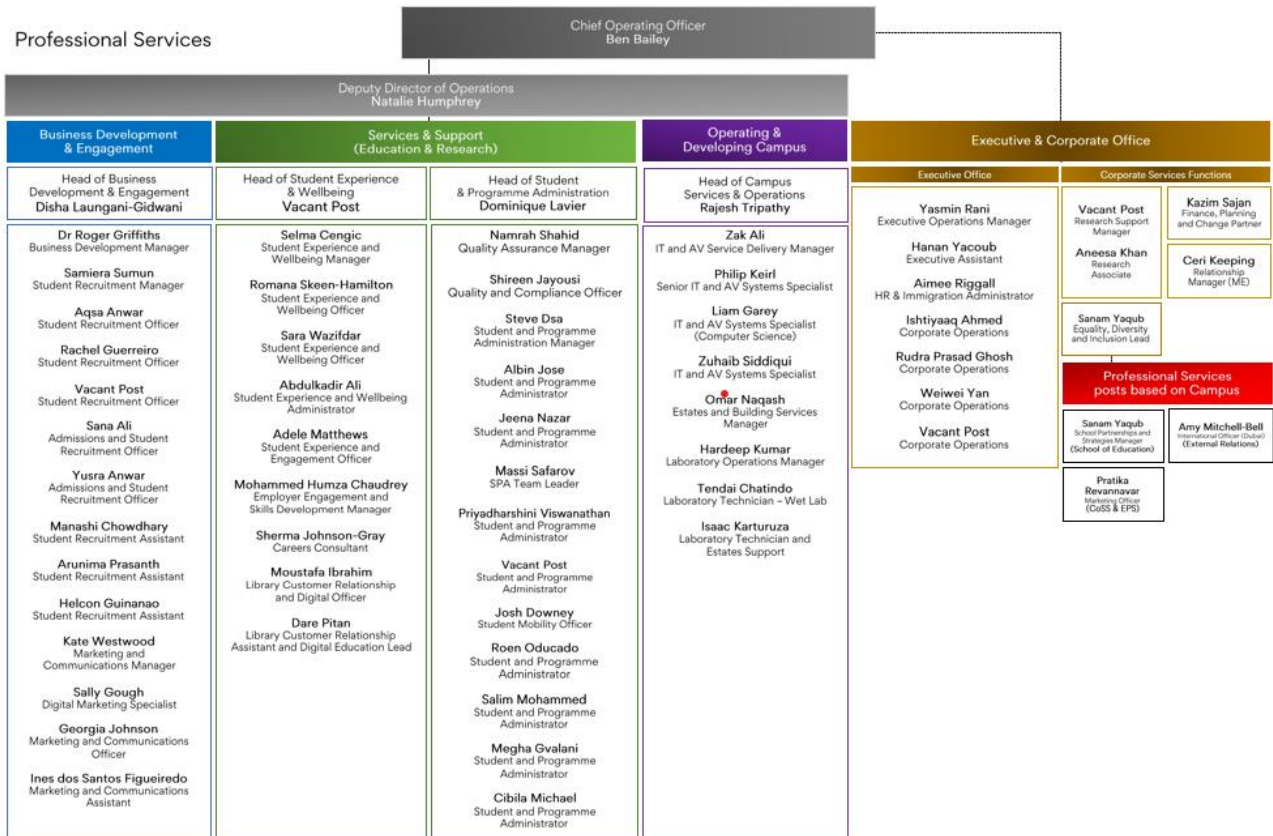 Professional Services
Chief Operating Officer
Ben Bailey
Deputy Director of Operations
Natalie Humphrey
Business Development
& Engagement
Head of Business
Development & Engagement
Disha Laungani-Gidwani
Dr Roger Griffiths
Business Development Manager
Samiera Sumun
Student Recruitment Manager
Aqsa Anwar
Student Recruitment Officer
Rachel Guerreiro
Student Recruitment Officer
Vacant Post
Student Recruitment Officer
Sana Ali
Admissions and Student
Recruitment Officer
Yusra Anwar
Admissions and Student
Recruitment Officer
Manashi Chowdhary
Student Recruitment Assistant
Arunima Prasanth
Student Recruitment Assistant
Helcon Guinanao
Student Recruitment Assistant
Kate Westwood
Marketing and
Communications Manager
Sally Gough
Digital Marketing Specialist
Georgia Johnson
Marketing and Communications
Officer
Ines dos Santos Figueiredo
Marketing and Communications
Assistant
Services & Support
(Education & Research)
Head of Student Experience
& Wellbeing
Vacant Post
Selma Cengic
Student Experience and
Wellbeing Manager
Romana Skeen-Hamilton
Student Experience and
Wellbeing Officer
Sara Wazifdar
Student Experience and
Wellbeing Officer
Abdulkadir Ali
Student Experience and Wellbeing
Administrator
Adele Matthews
Student Experience and
Engagement Officer
Mohammed Humza Chaudrey
Employer Engagement and
Skills Development Manager
Sherma Johnson-Gray
Careers Consultant
Moustafa Ibrahim
Library Customer Relationship
and Digital Officer
Dare Pitan
Library Customer Relationship
Assistant and Digital Education Lead
Head of Student
& Programme Administration
Dominique Lavier
Namrah Shahid
Quality Assurance Manager
Shireen Jayousi
Quality and Compliance Officer
Steve Dsa
Student and Programme
Administration Manager
Albin Jose
Student and Programme
Administrator
Jeena Nazar
Student and Programme
Administrator
Massi Safarov
SPA Team Leader
Priyadharshini Viswanathan
Student and Programme
Administrator
Vacant Post
Student and Programme
Administrator
Josh Downey
Student Mobility Officer
Roen Oducado
Student and Programme
Administrator
Salim Mohammed
Student and Programme
Administrator
Megha Gvalani
Student and Programme
Administrator
Cibila Michael
Student and Programme
Administrator
Operating &
Developing Campus
Head of Campus
Services & Operations
Rajesh Tripathy
Zak Ali
IT and AV Service Delivery Manager
Philip Keirl
Senior IT and AV Systems Specialist
Liam Garey
IT and AV Systems Specialist
(Computer Science)
Zuhaib Siddiqui
IT and AV Systems Specialist
Omar Naqash
Estates and Building Services
Manager
Hardeep Kumar
Laboratory Operations Manager
Tendai Chatindo
Laboratory Technician – Wet Lab
Isaac Karturuza
Laboratory Technician and
Estates Support
Executive & Corporate Office
Executive Office
Yasmin Rani
Executive Operations Manager
Hanan Yacoub
Executive Assistant
Aimee Riggall
HR & Immigration Administrator
Ishtiyaaq Ahmed
Corporate Operations
Rudra Prasad Ghosh
Corporate Operations
Weiwei Yan
Corporate Operations
Vacant Post
Corporate Operations
Corporate Services Functions
Vacant Post
Research Support
Manager
Aneesa Khan
Research
Associate
Kazim Sajan
Finance, Planning
and Change Partner
Ceri Keeping
Relationship
Manager (ME)
Sanam Yaqub
Equality, Diversity
and Inclusion Lead
Professional Services
posts based on Campus
Sanam Yaqub
School Partnerships and
Strategies Manager
(School of Education)
Amy Mitchell-Bell
International Officer (Dubai)
(External Relations)
Pratika
Revannavar
Marketing Officer
(CoSS & EPS)